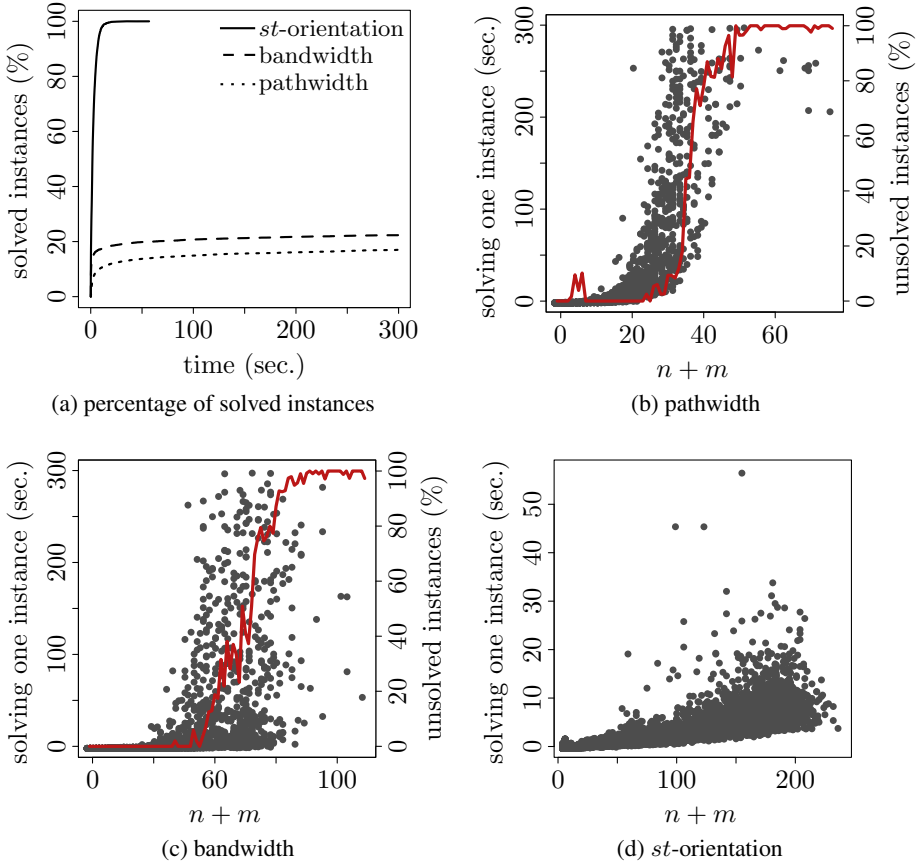 solved instances (%)
100
80
60
40
20
0
st-orientation
bandwidth
pathwidth
0
100
200
300
time (sec.)
(a) percentage of solved instances
solving one instance (sec.)
300
200
100
0
100
80
60
40
20
0
unsolved instances (%)
0
20
40
60
n + m
(b) pathwidth
solving one instance (sec.)
300
200
100
0
100
80
60
40
20
0
unsolved instances (%)
0
60
100
n + m
(c) bandwidth
solving one instance (sec.)
50
40
30
20
10
0
0
100
200
n + m
(d) st-orientation